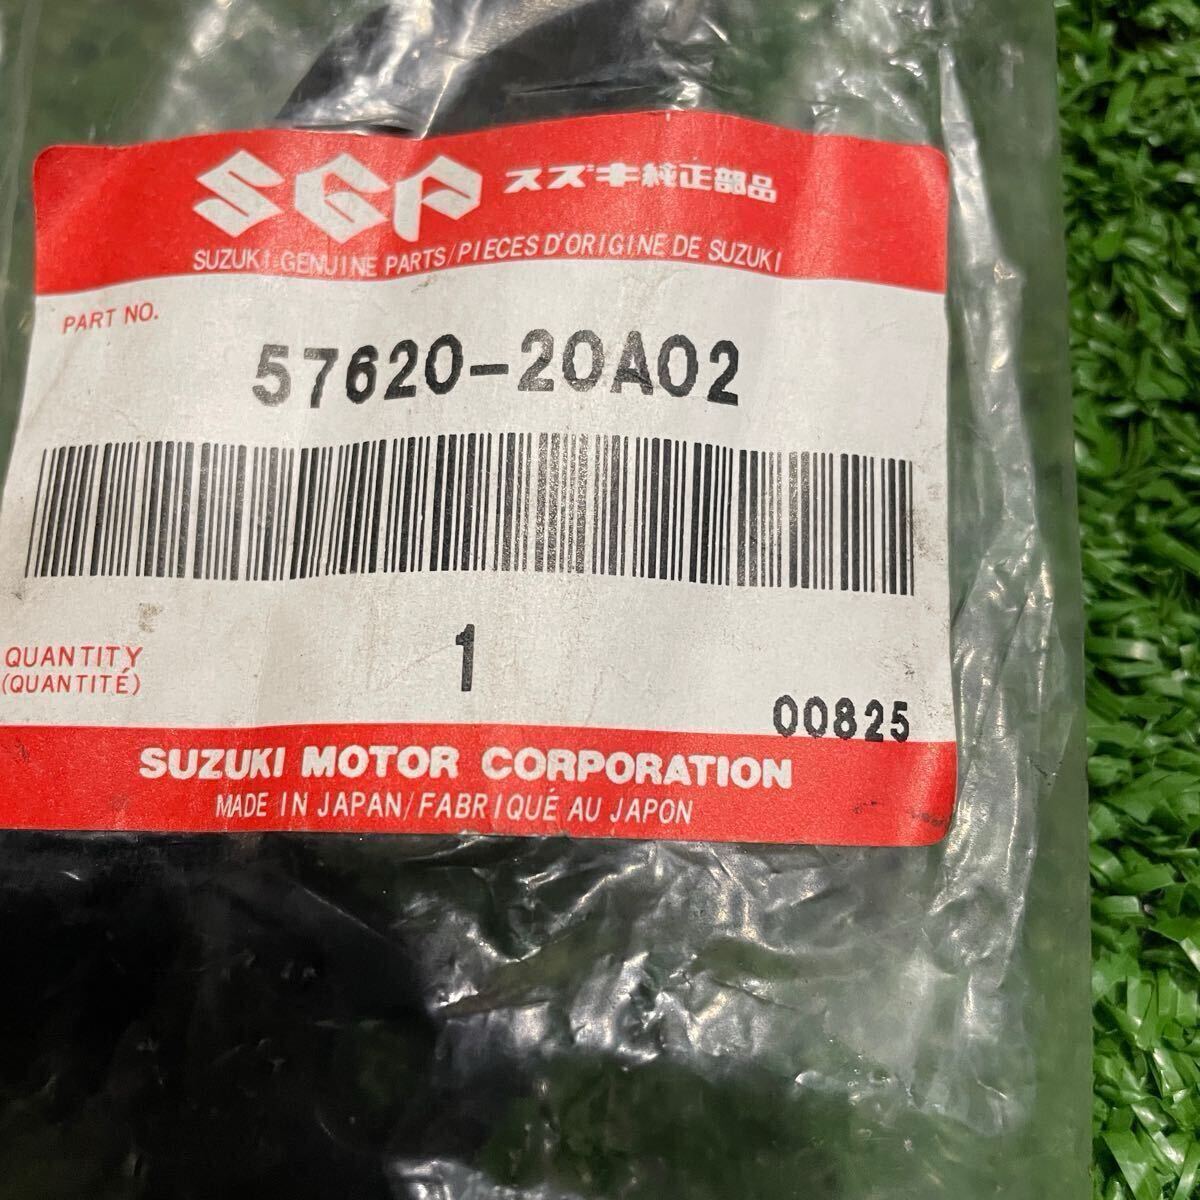 SGP スズキ純正部品
SUZUKI GENUINE PARTS/PIECES D'ORIGINE DE SUZUKI
PART NO.
57620-20A02
QUANTITY 1
(QUANTITÉ)
00825
SUZUKI MOTOR CORPORATION
MADE IN JAPAN/FABRIQUÉ AU JAPON